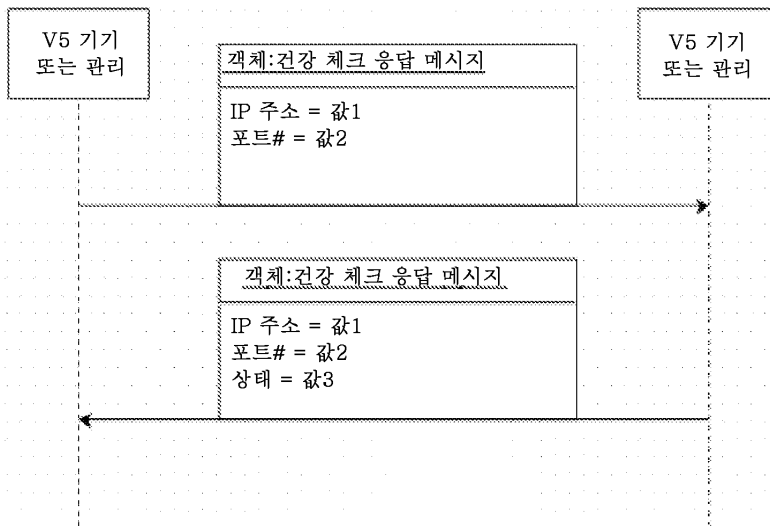 V5 기기
또는 관리
객체:건강 체크 응답 메시지
IP 주소 = 값1
포트# = 값2
V5 기기
또는 관리
객체:건강 체크 응답 메시지
IP 주소 = 값1
포트# = 값2
상태 = 값3